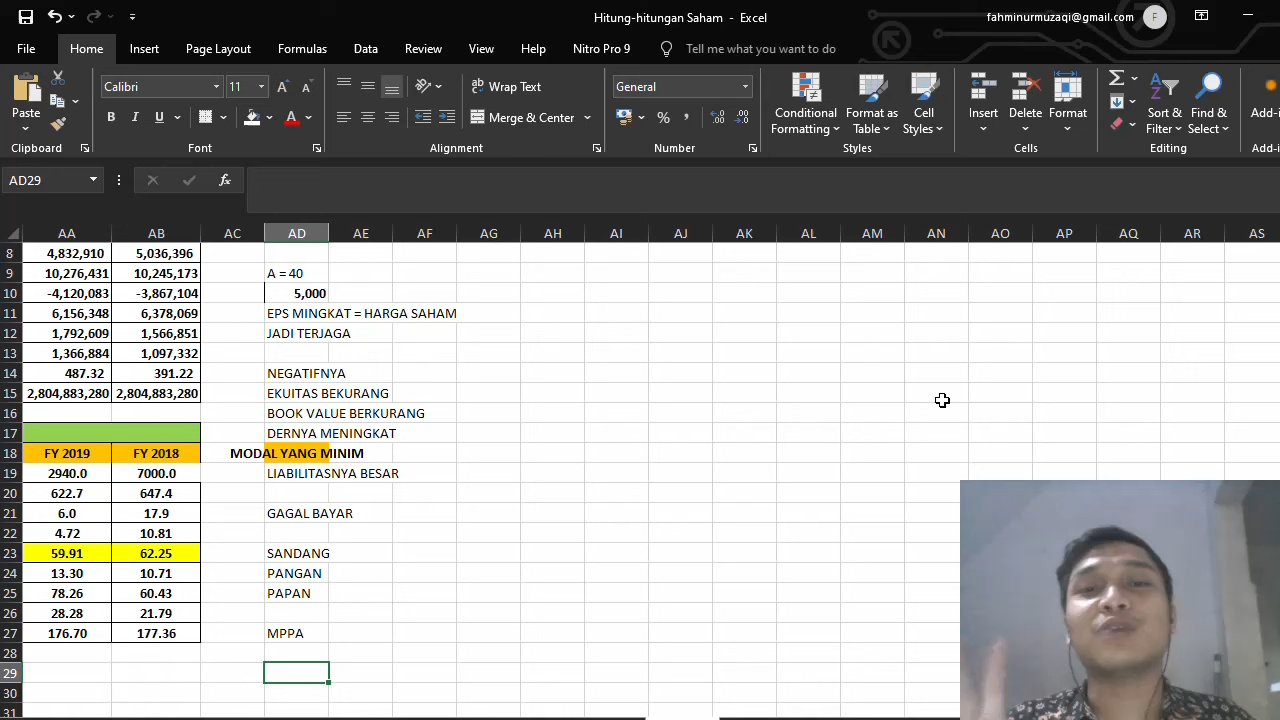 Hitung-hitungan Saham - Excel
fahminurmuzaqi@gmail.com F
File Home Insert Page Layout Formulas Data Review View Help Nitro Pro 9 Tell me what you want to do
Calibri 11 Wrap Text General
Paste Merge & Center Conditional Formatting Format as Table Cell Styles Insert Delete Format Sort & Filter Find & Select Add-i
Clipboard Font Alignment Number Styles Cells Editing Add-i
AD29 fx
AA AB AC AD AE AF AG AH AI AJ AK AL AM AN AO AP AQ AR AS
8 4,832,910 5,036,396
9 10,276,431 10,245,173 A = 40
10 -4,120,083 -3,867,104 5,000
11 6,156,348 6,378,069 EPS MINGKAT = HARGA SAHAM
12 1,792,609 1,566,851 JADI TERJAGA
13 1,366,884 1,097,332
14 487.32 391.22 NEGATIFNYA
15 2,804,883,280 2,804,883,280 EKUITAS BEKURANG
16 BOOK VALUE BERKURANG
17 DERNYA MENINGKAT
18 FY 2019 FY 2018 MODAL YANG MINIM
19 2940.0 7000.0 LIABILITASNYA BESAR
20 622.7 647.4
21 6.0 17.9 GAGAL BAYAR
22 4.72 10.81
23 59.91 62.25 SANDANG
24 13.30 10.71 PANGAN
25 78.26 60.43 PAPAN
26 28.28 21.79
27 176.70 177.36 MPPA
28
29
30
31